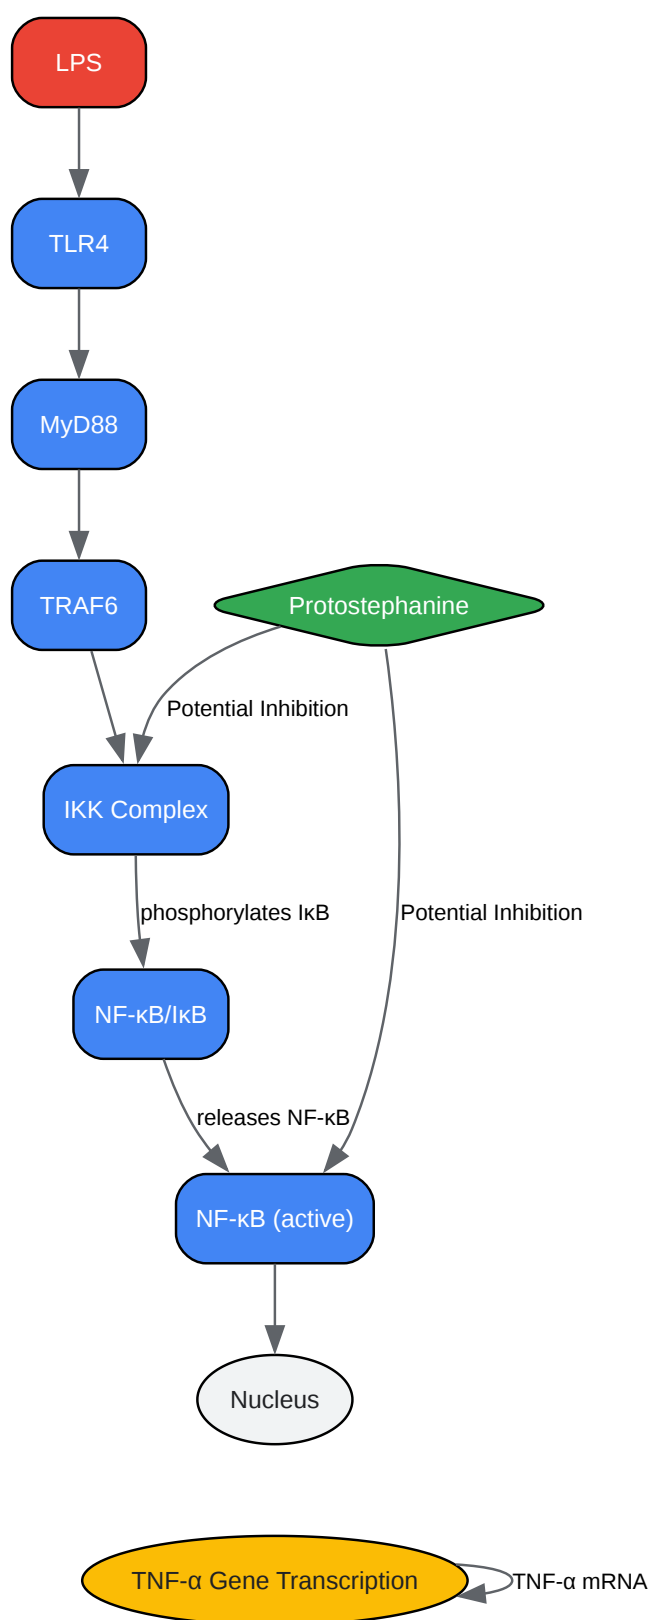 LPS
TLR4
MyD88
TRAF6
Protostephanine
Potential Inhibition
IKK Complex
phosphorylates IκB
Potential Inhibition
NF-κB/IκB
releases NF-κB
NF-κB (active)
Nucleus
TNF-α Gene Transcription
TNF-α mRNA